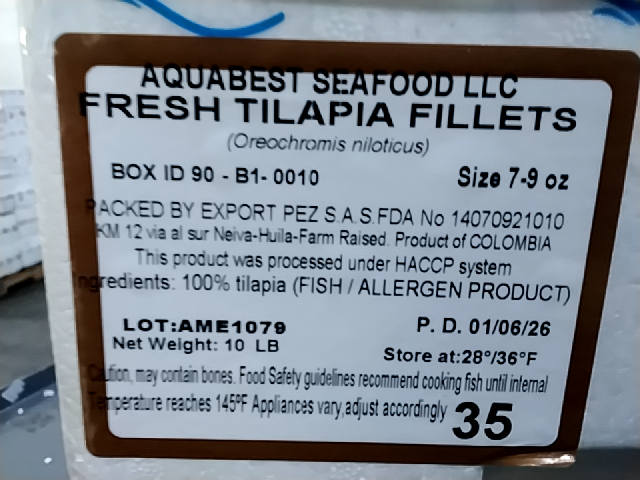 AQUABEST SEAFOOD LLC
FRESH TILAPIA FILLETS
(Oreochromis niloticus)
BOX ID 90 - B1- 0010 Size 7-9 oz
PACKED BY EXPORT PEZ S.A.S.FDA No 14070921010
KM 12 via al sur Neiva-Huila-Farm Raised. Product of COLOMBIA
This product was processed under HACCP system
Ingredients: 100% tilapia (FISH / ALLERGEN PRODUCT)
LOT:AME1079 P. D. 01/06/26
Net Weight: 10 LB Store at:28°/36°F
Caution, may contain bones. Food Safety guidelines recommend cooking fish until internal
Temperature reaches 145ºF Appliances vary,adjust accordingly 35